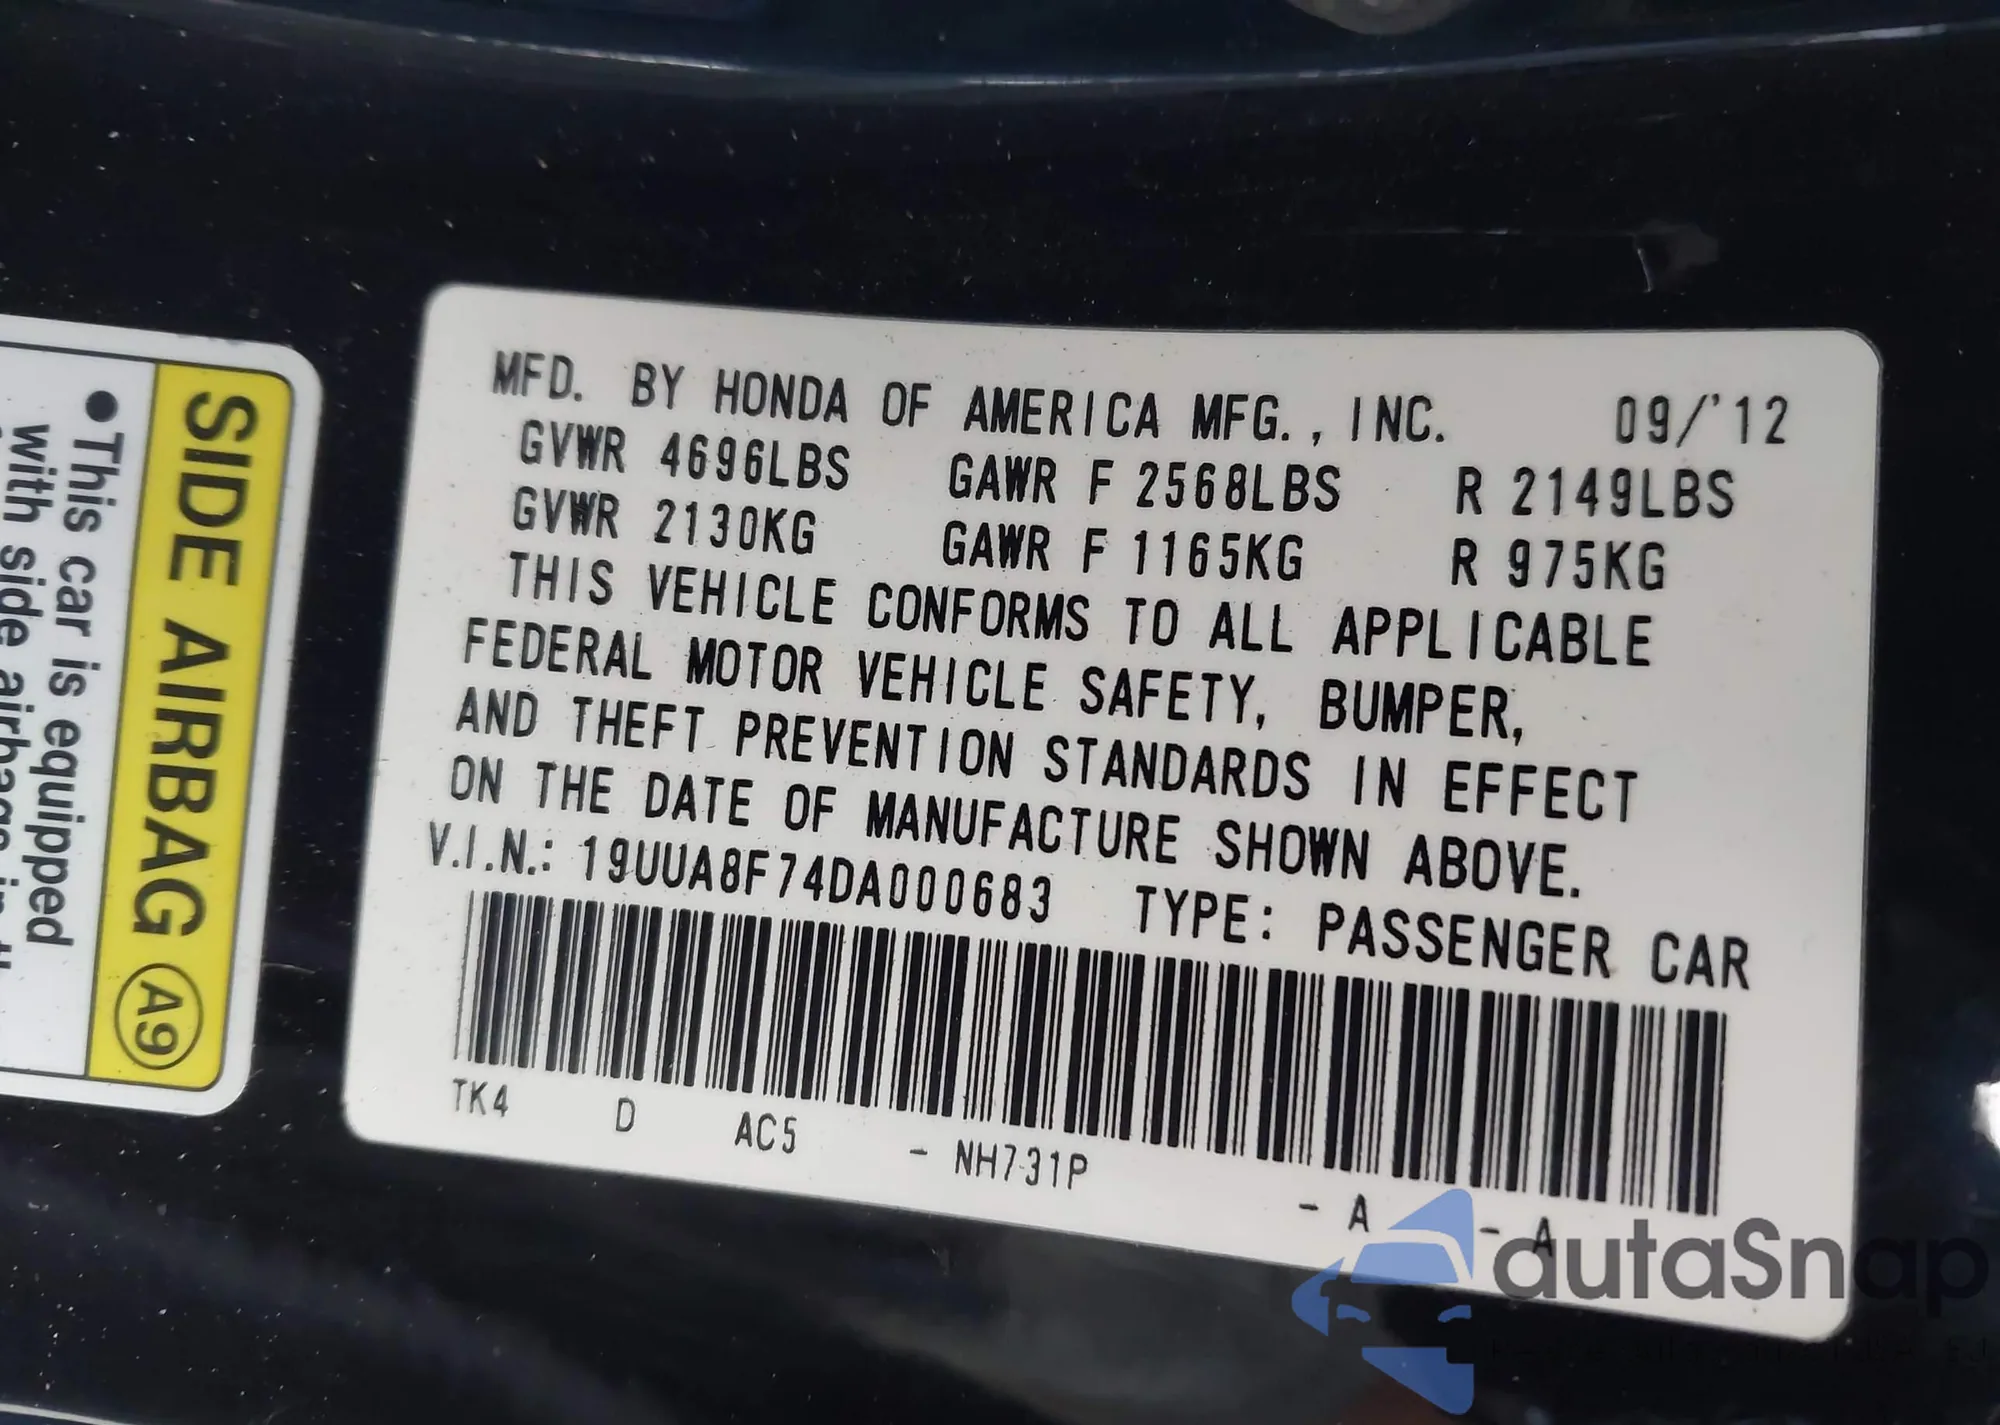 MFD. BY HONDA OF AMERICA MFG., INC. 09/'12
GVWR 4696LBS GAWR F 2568LBS R 2149LBS
GVWR 2130KG GAWR F 1165KG R 975KG
THIS VEHICLE CONFORMS TO ALL APPLICABLE
FEDERAL MOTOR VEHICLE SAFETY, BUMPER,
AND THEFT PREVENTION STANDARDS IN EFFECT
ON THE DATE OF MANUFACTURE SHOWN ABOVE.
V.I.N.: 19UUA8F74DA000683 TYPE: PASSENGER CAR
TK4 D AC5 - NH731P - A - A
SIDE AIRBAG A9
●This car is equipped
with side airbags in
autaSnap